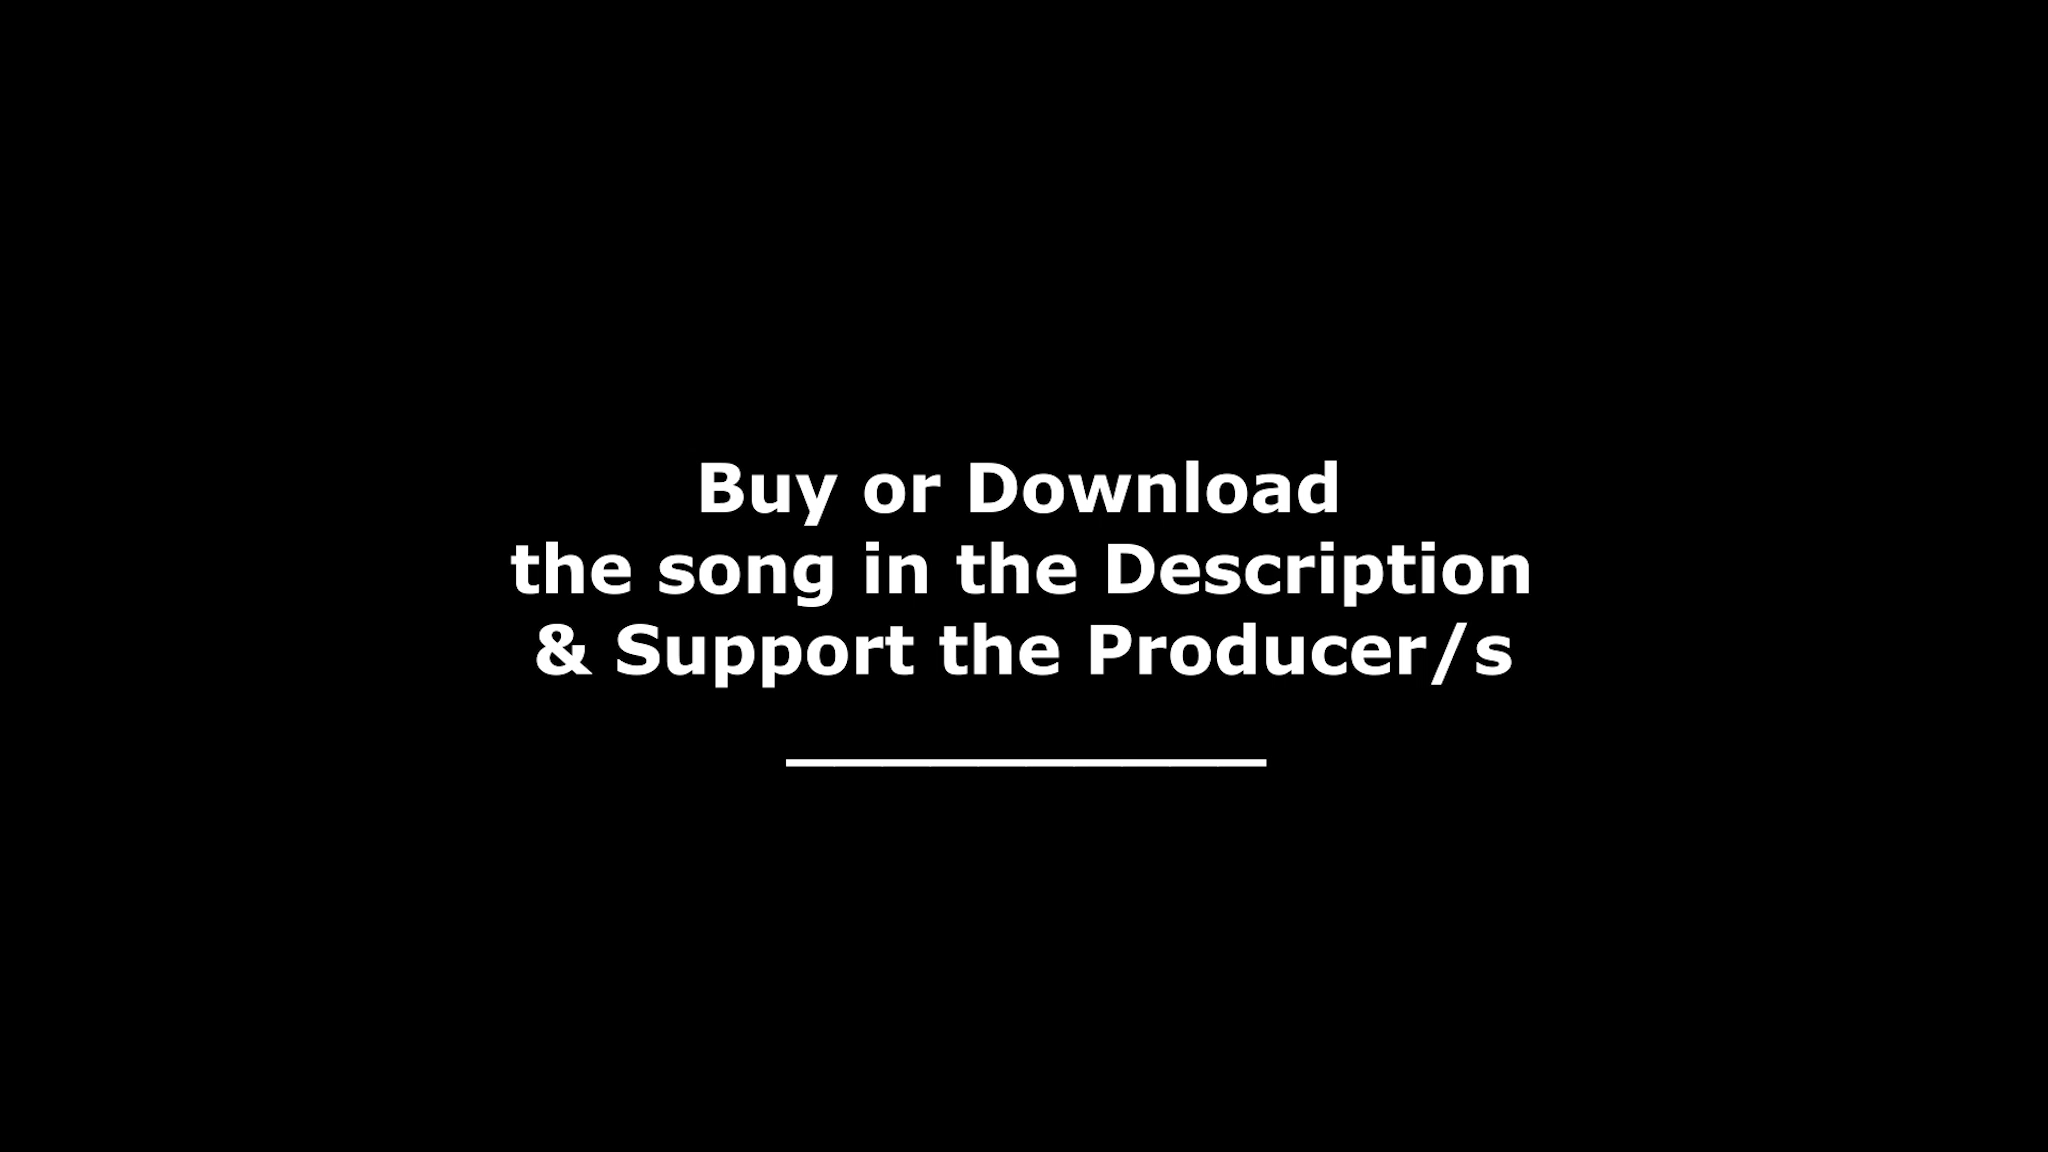 Buy or Download
the song in the Description
& Support the Producer/s